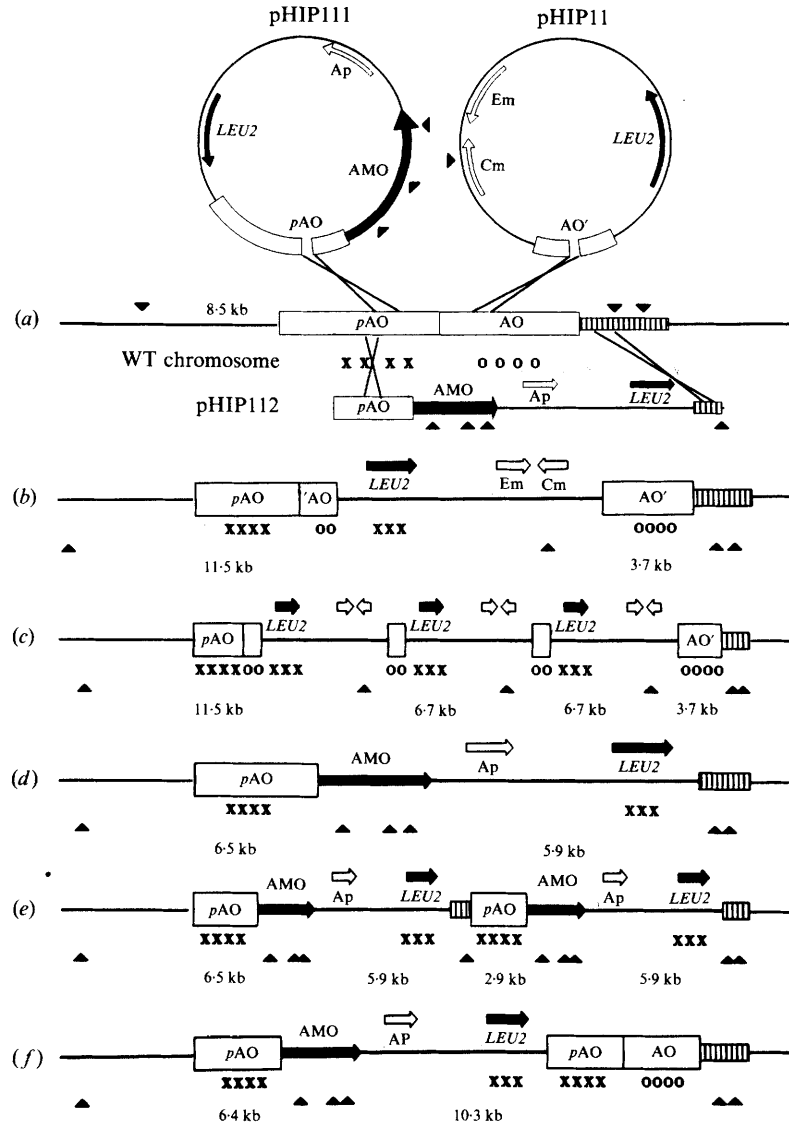 pHIP111 pHIP11
Ap
Em
LEU2
LEU2
AMO
Cm
pAO AO′
(a) 8·5 kb pAO AO
WT chromosome x x x x o o o o
AMO Ap LEU2
pHIP112 pAO
(b) pAO ′AO LEU2 Em Cm AO′
xxxx oo xxx oooo
11·5 kb 3·7 kb
(c) pAO LEU2 LEU2 LEU2 AO′
xxxxoo xxx oo xxx oo xxx oooo
11·5 kb 6·7 kb 6·7 kb 3·7 kb
(d) pAO AMO Ap LEU2
xxxx xxx
6·5 kb 5·9 kb
(e) pAO AMO Ap LEU2 pAO AMO Ap LEU2
xxxx xxx xxxx xxx
6·5 kb 5·9 kb 2·9 kb 5·9 kb
(f) pAO AMO AP LEU2 pAO AO
xxxx xxx xxxx oooo
6·4 kb 10·3 kb